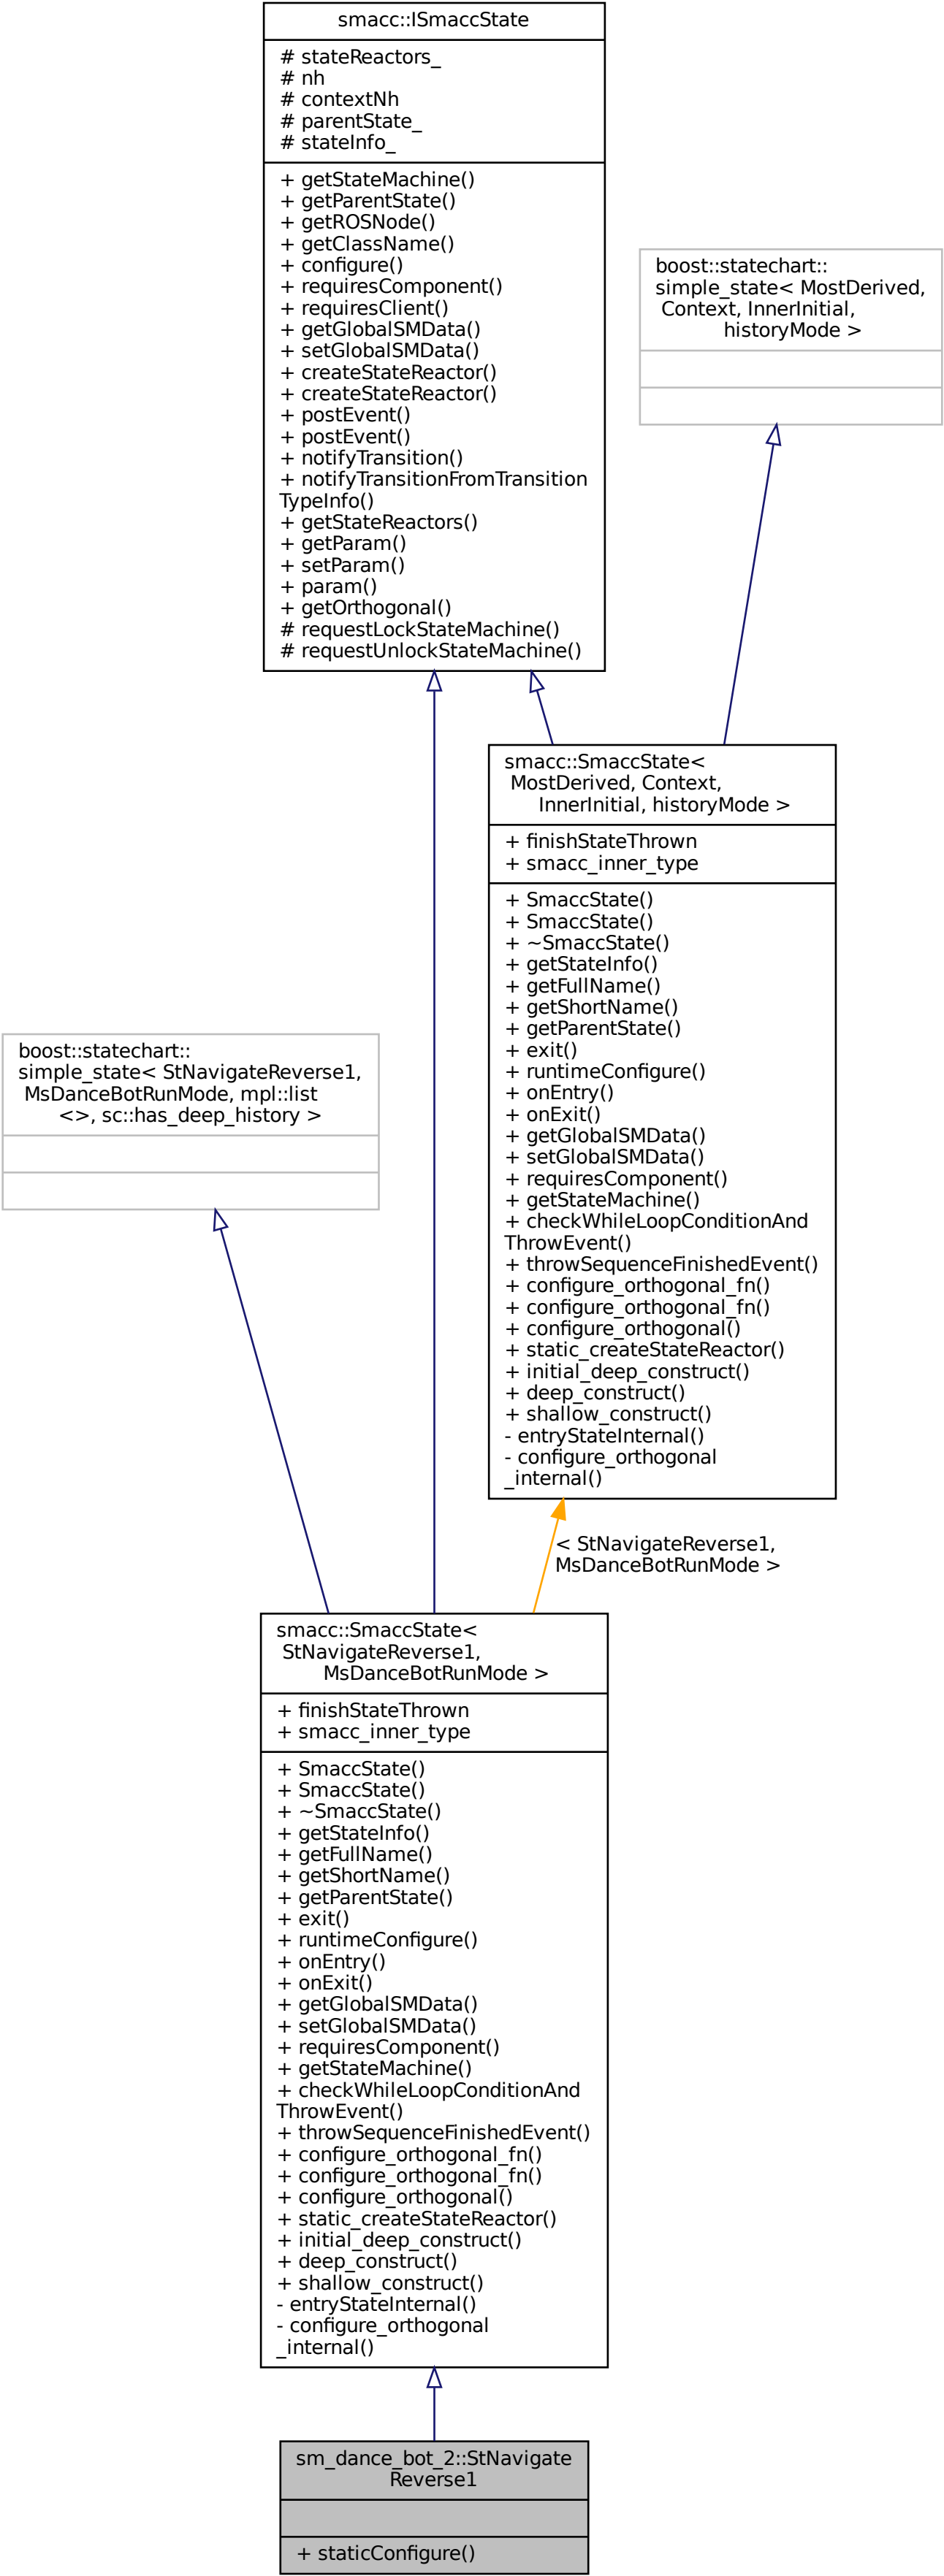 smacc::ISmaccState
# stateReactors_
# nh
# contextNh
# parentState_
# stateInfo_
+ getStateMachine()
+ getParentState()
+ getROSNode()
+ getClassName()
+ configure()
+ requiresComponent()
+ requiresClient()
+ getGlobalSMData()
+ setGlobalSMData()
+ createStateReactor()
+ createStateReactor()
+ postEvent()
+ postEvent()
+ notifyTransition()
+ notifyTransitionFromTransition
TypeInfo()
+ getStateReactors()
+ getParam()
+ setParam()
+ param()
+ getOrthogonal()
# requestLockStateMachine()
# requestUnlockStateMachine()
boost::statechart::
simple_state< MostDerived,
Context, InnerInitial,
historyMode >
smacc::SmaccState<
MostDerived, Context,
InnerInitial, historyMode >
+ finishStateThrown
+ smacc_inner_type
+ SmaccState()
+ SmaccState()
+ ~SmaccState()
+ getStateInfo()
+ getFullName()
+ getShortName()
+ getParentState()
+ exit()
+ runtimeConfigure()
+ onEntry()
+ onExit()
+ getGlobalSMData()
+ setGlobalSMData()
+ requiresComponent()
+ getStateMachine()
+ checkWhileLoopConditionAnd
ThrowEvent()
+ throwSequenceFinishedEvent()
+ configure_orthogonal_fn()
+ configure_orthogonal_fn()
+ configure_orthogonal()
+ static_createStateReactor()
+ initial_deep_construct()
+ deep_construct()
+ shallow_construct()
- entryStateInternal()
- configure_orthogonal
_internal()
boost::statechart::
simple_state< StNavigateReverse1,
MsDanceBotRunMode, mpl::list
<>, sc::has_deep_history >
< StNavigateReverse1,
MsDanceBotRunMode >
smacc::SmaccState<
StNavigateReverse1,
MsDanceBotRunMode >
+ finishStateThrown
+ smacc_inner_type
+ SmaccState()
+ SmaccState()
+ ~SmaccState()
+ getStateInfo()
+ getFullName()
+ getShortName()
+ getParentState()
+ exit()
+ runtimeConfigure()
+ onEntry()
+ onExit()
+ getGlobalSMData()
+ setGlobalSMData()
+ requiresComponent()
+ getStateMachine()
+ checkWhileLoopConditionAnd
ThrowEvent()
+ throwSequenceFinishedEvent()
+ configure_orthogonal_fn()
+ configure_orthogonal_fn()
+ configure_orthogonal()
+ static_createStateReactor()
+ initial_deep_construct()
+ deep_construct()
+ shallow_construct()
- entryStateInternal()
- configure_orthogonal
_internal()
sm_dance_bot_2::StNavigate
Reverse1
+ staticConfigure()